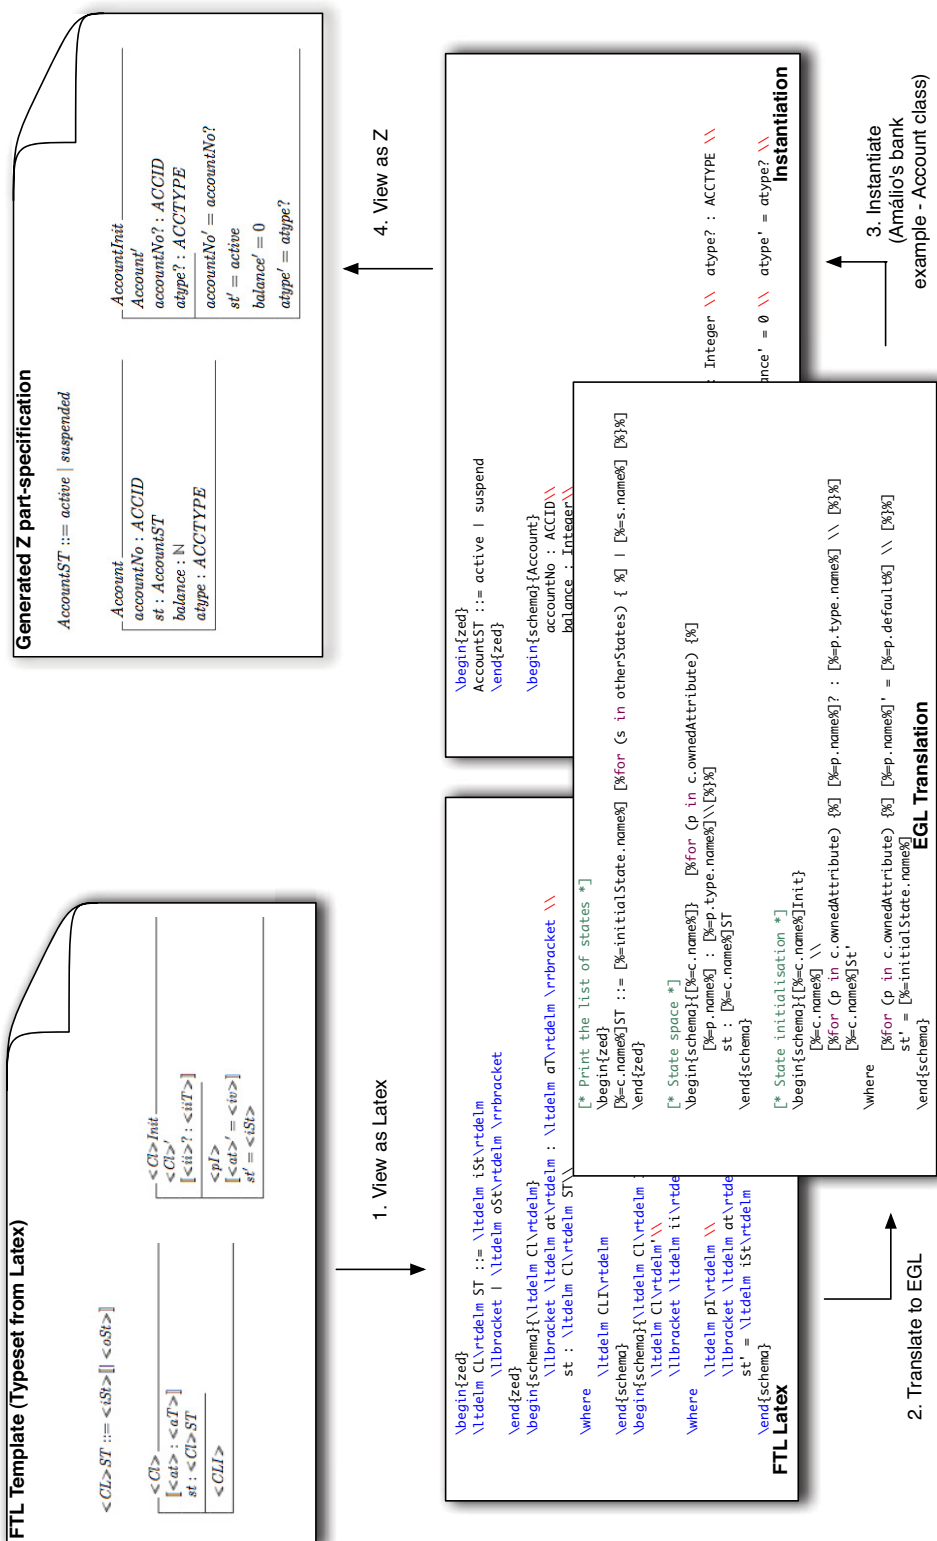 FTL Template (Typeset from Latex)
<CL>ST ::= <iSt>⟦| <oSt>⟧
<Cl>
⟦<at> : <aT>⟧
st : <Cl>ST
<CLI>
<Cl>Init
<Cl>′
⟦<ii>? : <iiT>⟧
<pI>
⟦<at>′ = <iv>⟧
st′ = <iSt>
1. View as Latex
\begin{zed}
\ltdelm CL\rtdelm ST ::= \ltdelm iSt\rtdelm
\llbracket | \ltdelm oSt\rtdelm \rrbracket
\end{zed}
\begin{schema}{\ltdelm Cl\rtdelm}
\llbracket \ltdelm at\rtdelm : \ltdelm aT\rtdelm \rrbracket \\
st : \ltdelm Cl\rtdelm ST\\
\where
\ltdelm CLI\rtdelm
\end{schema}
\begin{schema}{\ltdelm Cl\rtdelm
\ltdelm Cl\rtdelm'\\
\llbracket \ltdelm ii\rtde
\where
\ltdelm pI\rtdelm \\
\llbracket \ltdelm at\rtde
st' = \ltdelm iSt\rtdelm
\end{schema}
FTL Latex
2. Translate to EGL
[* Print the list of states *]
\begin{zed}
[%=c.name%]ST ::= [%=initialState.name%] [%for (s in otherStates) { %] | [%=s.name%] [%}%]
\end{zed}
[* State space *]
\begin{schema}{[%=c.name%]} [%for (p in c.ownedAttribute) {%]
[%=p.name%] : [%=p.type.name%]\\[%}%]
st : [%=c.name%]ST
\end{schema}
[* State initialisation *]
\begin{schema}{[%=c.name%]Init}
[%=c.name%] \\
[%for (p in c.ownedAttribute) {%] [%=p.name%]? : [%=p.type.name%] \\ [%}%]
[%=c.name%]St'
\where
[%for (p in c.ownedAttribute) {%] [%=p.name%]' = [%=p.default%] \\ [%}%]
st' = [%=initialState.name%]
\end{schema}
EGL Translation
3. Instantiate
(Amálio's bank
example - Account class)
\begin{zed}
AccountST ::= active | suspend
\end{zed}
\begin{schema}{Account}
accountNo : ACCID\\
balance : Integer\\
: Integer \\ atype? : ACCTYPE \\
ance' = 0 \\ atype' = atype? \\
Instantiation
4. View as Z
Generated Z part-specification
AccountST ::= active | suspended
Account
accountNo : ACCID
st : AccountST
balance : ℕ
atype : ACCTYPE
AccountInit
Account′
accountNo? : ACCID
atype? : ACCTYPE
accountNo′ = accountNo?
st′ = active
balance′ = 0
atype′ = atype?